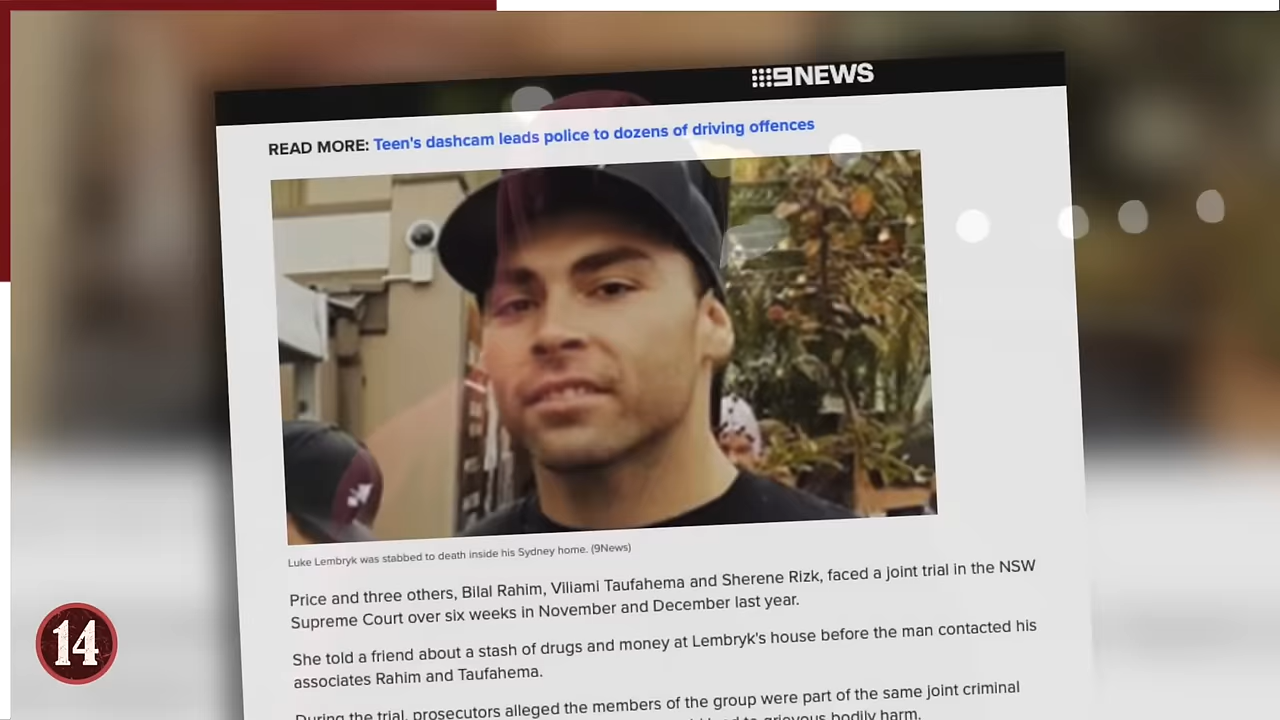 9NEWS
READ MORE: Teen's dashcam leads police to dozens of driving offences
Luke Lembryk was stabbed to death inside his Sydney home. (9News)
Price and three others, Bilal Rahim, Viliami Taufahema and Sherene Rizk, faced a joint trial in the NSW
Supreme Court over six weeks in November and December last year.
She told a friend about a stash of drugs and money at Lembryk's house before the man contacted his
associates Rahim and Taufahema.
During the trial, prosecutors alleged the members of the group were part of the same joint criminal
to grievous bodily harm.
14